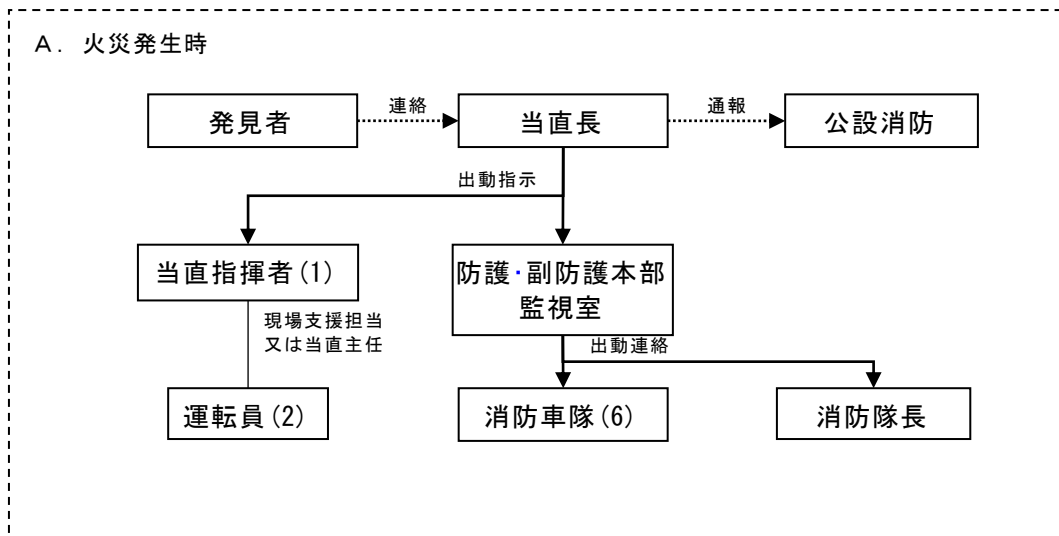 A. 火災発生時
発見者
連絡
当直長
通報
公設消防
出動指示
当直指揮者(1)
防護・副防護本部
監視室
現場支援担当
又は当直主任
出動連絡
運転員(2)
消防車隊(6)
消防隊長